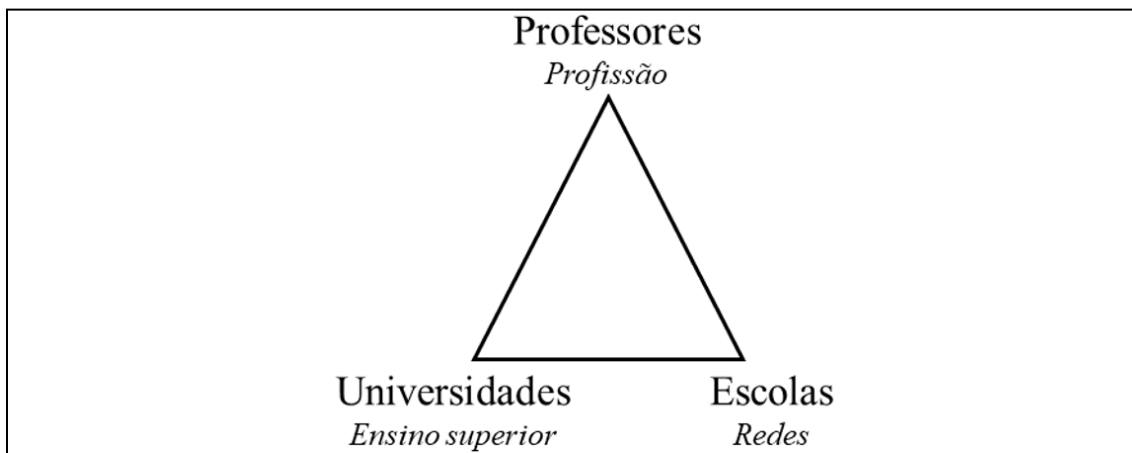 Professores
Profissão
Universidades Escolas
Ensino superior Redes